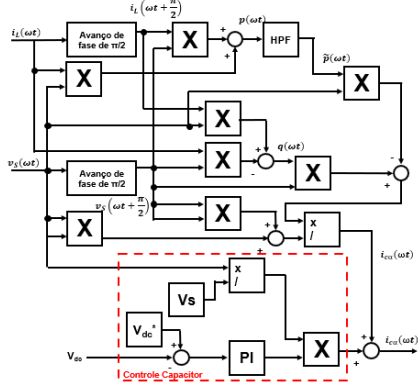 i_L(ωt+π/2)
p(ωt)
i_L(ωt)
Avanço de
fase de π/2
X
+
+
HPF
p̃(ωt)
X
X
X
-
+
q(ωt)
v_S(ωt)
Avanço de
fase de π/2
X
-
+
X
-
+
v_S(ωt+π/2)
X
X
+
+
x
/
i_cα(ωt)
x
/
Vs
V_dc*
+
-
V_dc
PI
X
+
+
i_cα(ωt)
Controle Capacitor